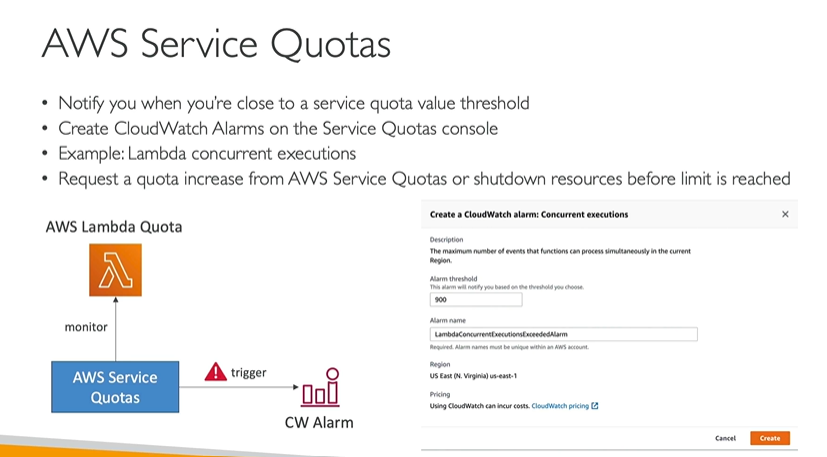 AWS Service Quotas
• Notify you when you're close to a service quota value threshold
• Create CloudWatch Alarms on the Service Quotas console
• Example: Lambda concurrent executions
• Request a quota increase from AWS Service Quotas or shutdown resources before limit is reached
AWS Lambda Quota
monitor
AWS Service
Quotas
trigger
CW Alarm
Create a CloudWatch alarm: Concurrent executions
Description
The maximum number of events that functions can process simultaneously in the current
Region.
Alarm threshold
This alarm will notify you based on the threshold you choose.
900
Alarm name
LambdaConcurrentExecutionsExceededAlarm
Required. Alarm names must be unique within an AWS account.
Region
US East (N. Virginia) us-east-1
Pricing
Using CloudWatch can incur costs. CloudWatch pricing
Cancel
Create